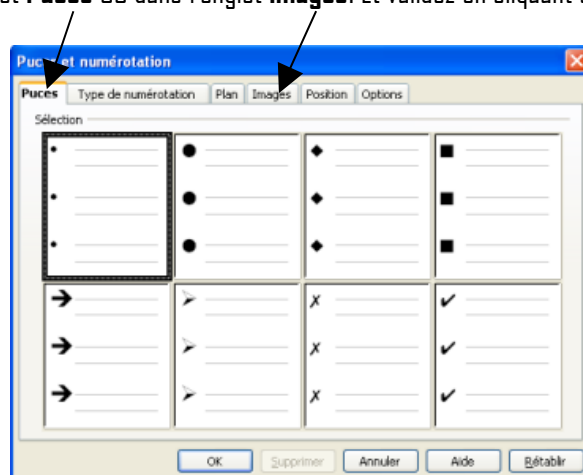 et Puces ou dans l'onglet Images. Et validez en cliquant
Puces et numérotation
Puces Type de numérotation Plan Images Position Options
Sélection
OK Supprimer Annuler Aide Rétablir